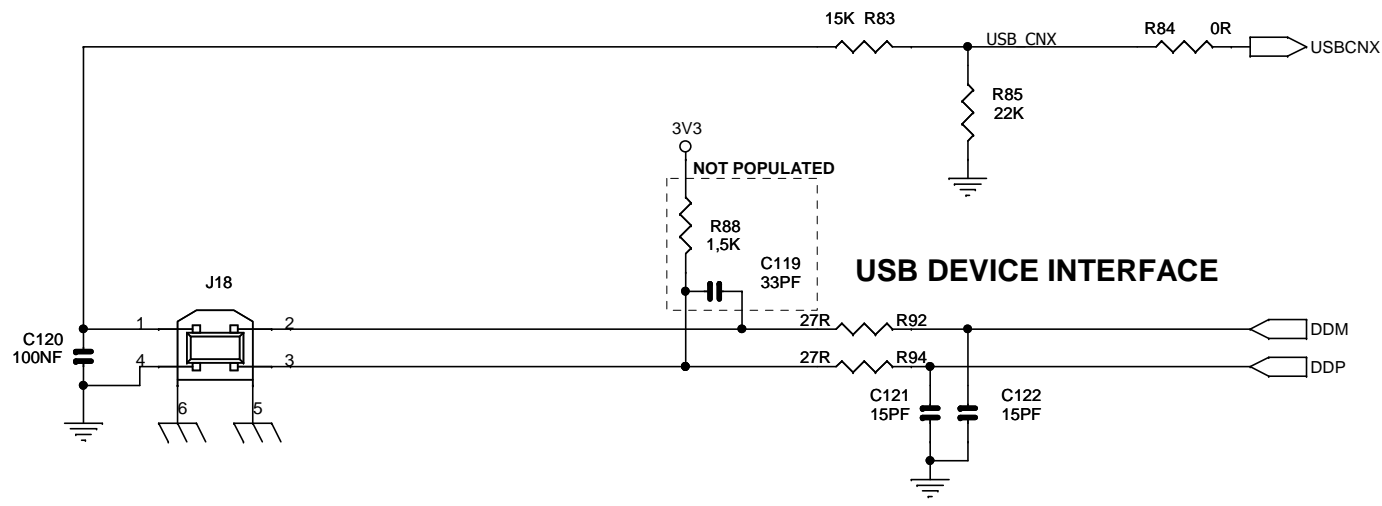 15K R83
R84 0R
USB_CNX
USBCNX
R85
22K
3V3
NOT POPULATED
R88
1,5K
C119
33PF
USB DEVICE INTERFACE
J18
1
2
27R R92
DDM
C120
100NF
4
3
27R R94
DDP
C121
15PF
C122
15PF
6
5